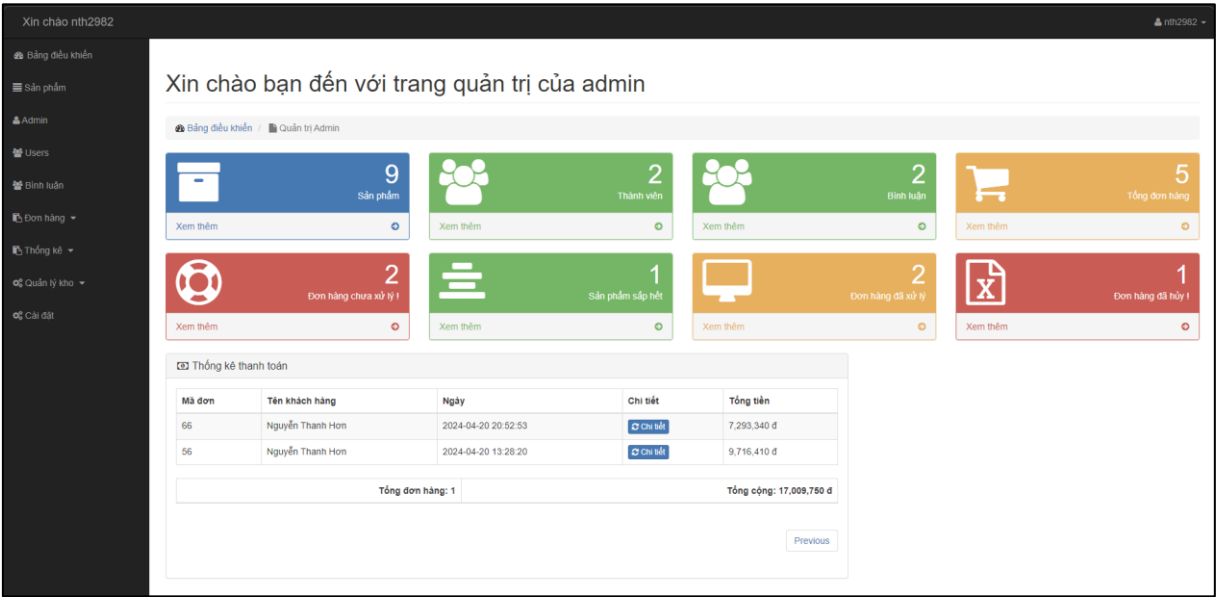 Xin chào nth2982
nth2982
Bảng điều khiển
Sản phẩm
Admin
Users
Bình luận
Đơn hàng
Thống kê
Quản lý kho
Cài đặt
Xin chào bạn đến với trang quản trị của admin
Bảng điều khiển / Quản trị Admin
9
Sản phẩm
Xem thêm
2
Thành viên
Xem thêm
2
Bình luận
Xem thêm
5
Tổng đơn hàng
Xem thêm
2
Đơn hàng chưa xử lý !
Xem thêm
1
Sản phẩm sắp hết
Xem thêm
2
Đơn hàng đã xử lý
Xem thêm
X
1
Đơn hàng đã hủy !
Xem thêm
Thống kê thanh toán
Mã đơn Tên khách hàng Ngày Chi tiết Tổng tiền
66 Nguyễn Thanh Hơn 2024-04-20 20:52:53 Chi tiết 7,293,340 đ
56 Nguyễn Thanh Hơn 2024-04-20 13:28:20 Chi tiết 9,716,410 đ
Tổng đơn hàng: 1 Tổng cộng: 17,009,750 đ
Previous